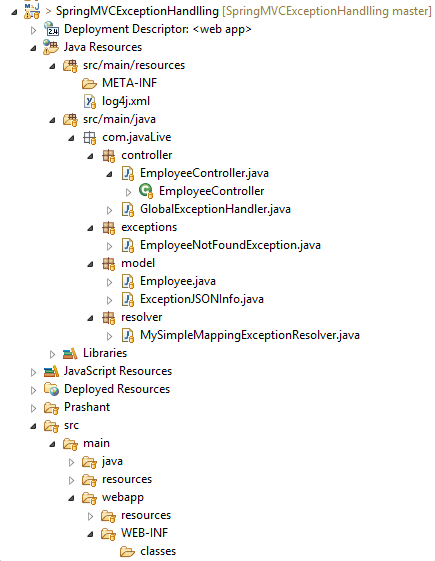 > SpringMVCExceptionHandlling [SpringMVCExceptionHandlling master]
Deployment Descriptor: <web app>
Java Resources
src/main/resources
META-INF
log4j.xml
src/main/java
com.javaLive
controller
EmployeeController.java
EmployeeController
GlobalExceptionHandler.java
exceptions
EmployeeNotFoundException.java
model
Employee.java
ExceptionJSONInfo.java
resolver
MySimpleMappingExceptionResolver.java
Libraries
JavaScript Resources
Deployed Resources
Prashant
src
main
java
resources
webapp
resources
WEB-INF
classes